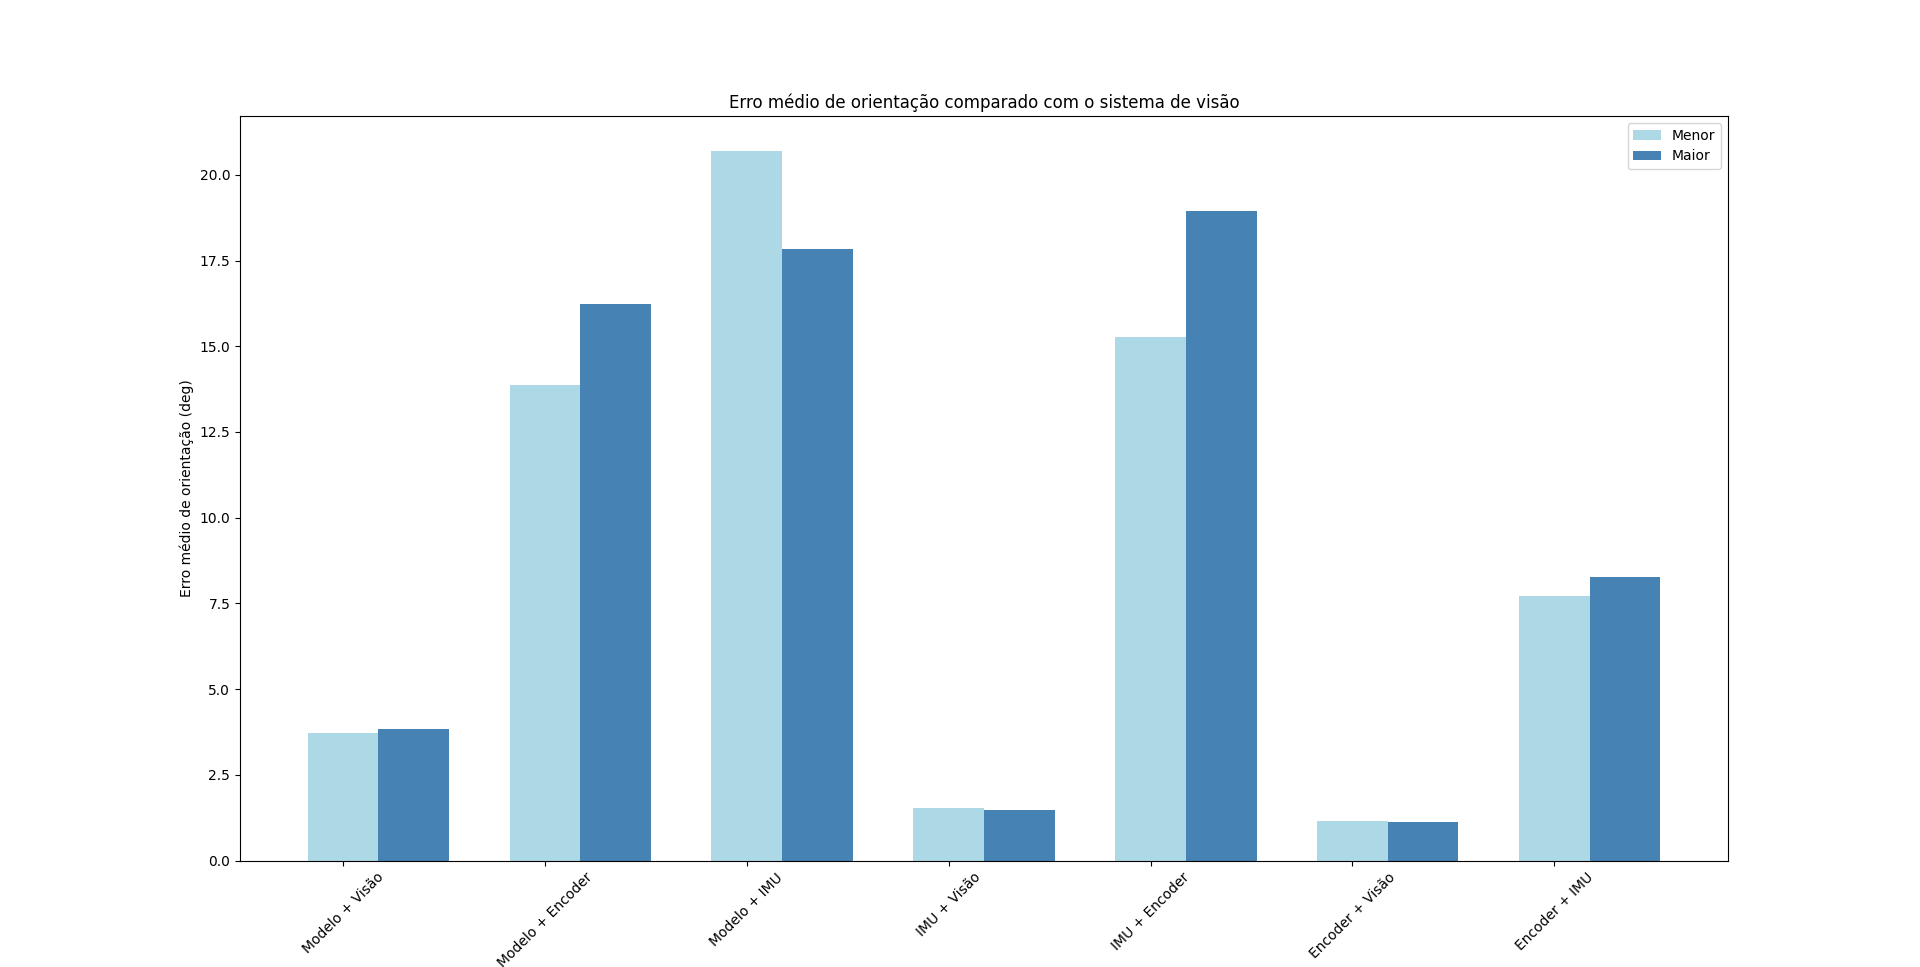 Erro médio de orientação comparado com o sistema de visão
Menor
Maior
Erro médio de orientação (deg)
20.0
17.5
15.0
12.5
10.0
7.5
5.0
2.5
0.0
Modelo + Visão
Modelo + Encoder
Modelo + IMU
IMU + Visão
IMU + Encoder
Encoder + Visão
Encoder + IMU